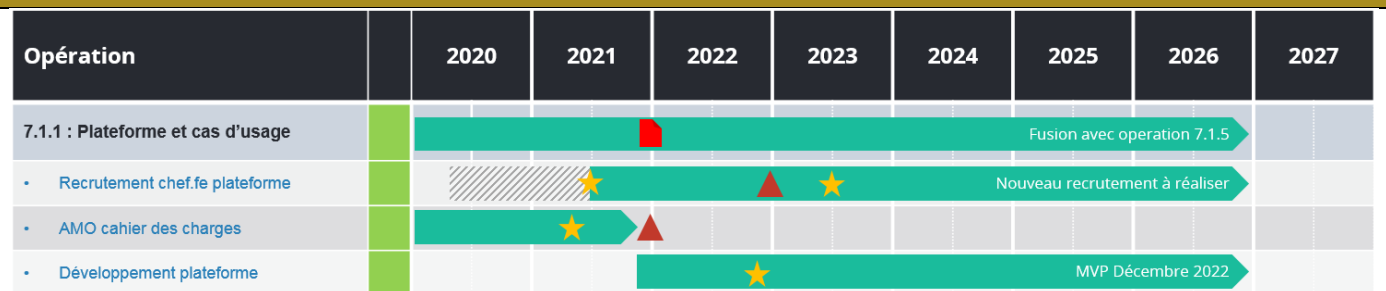 Opération 2020 2021 2022 2023 2024 2025 2026 2027
7.1.1 : Plateforme et cas d'usage Fusion avec operation 7.1.5
• Recrutement chef.fe plateforme Nouveau recrutement à réaliser
• AMO cahier des charges
• Développement plateforme MVP Décembre 2022